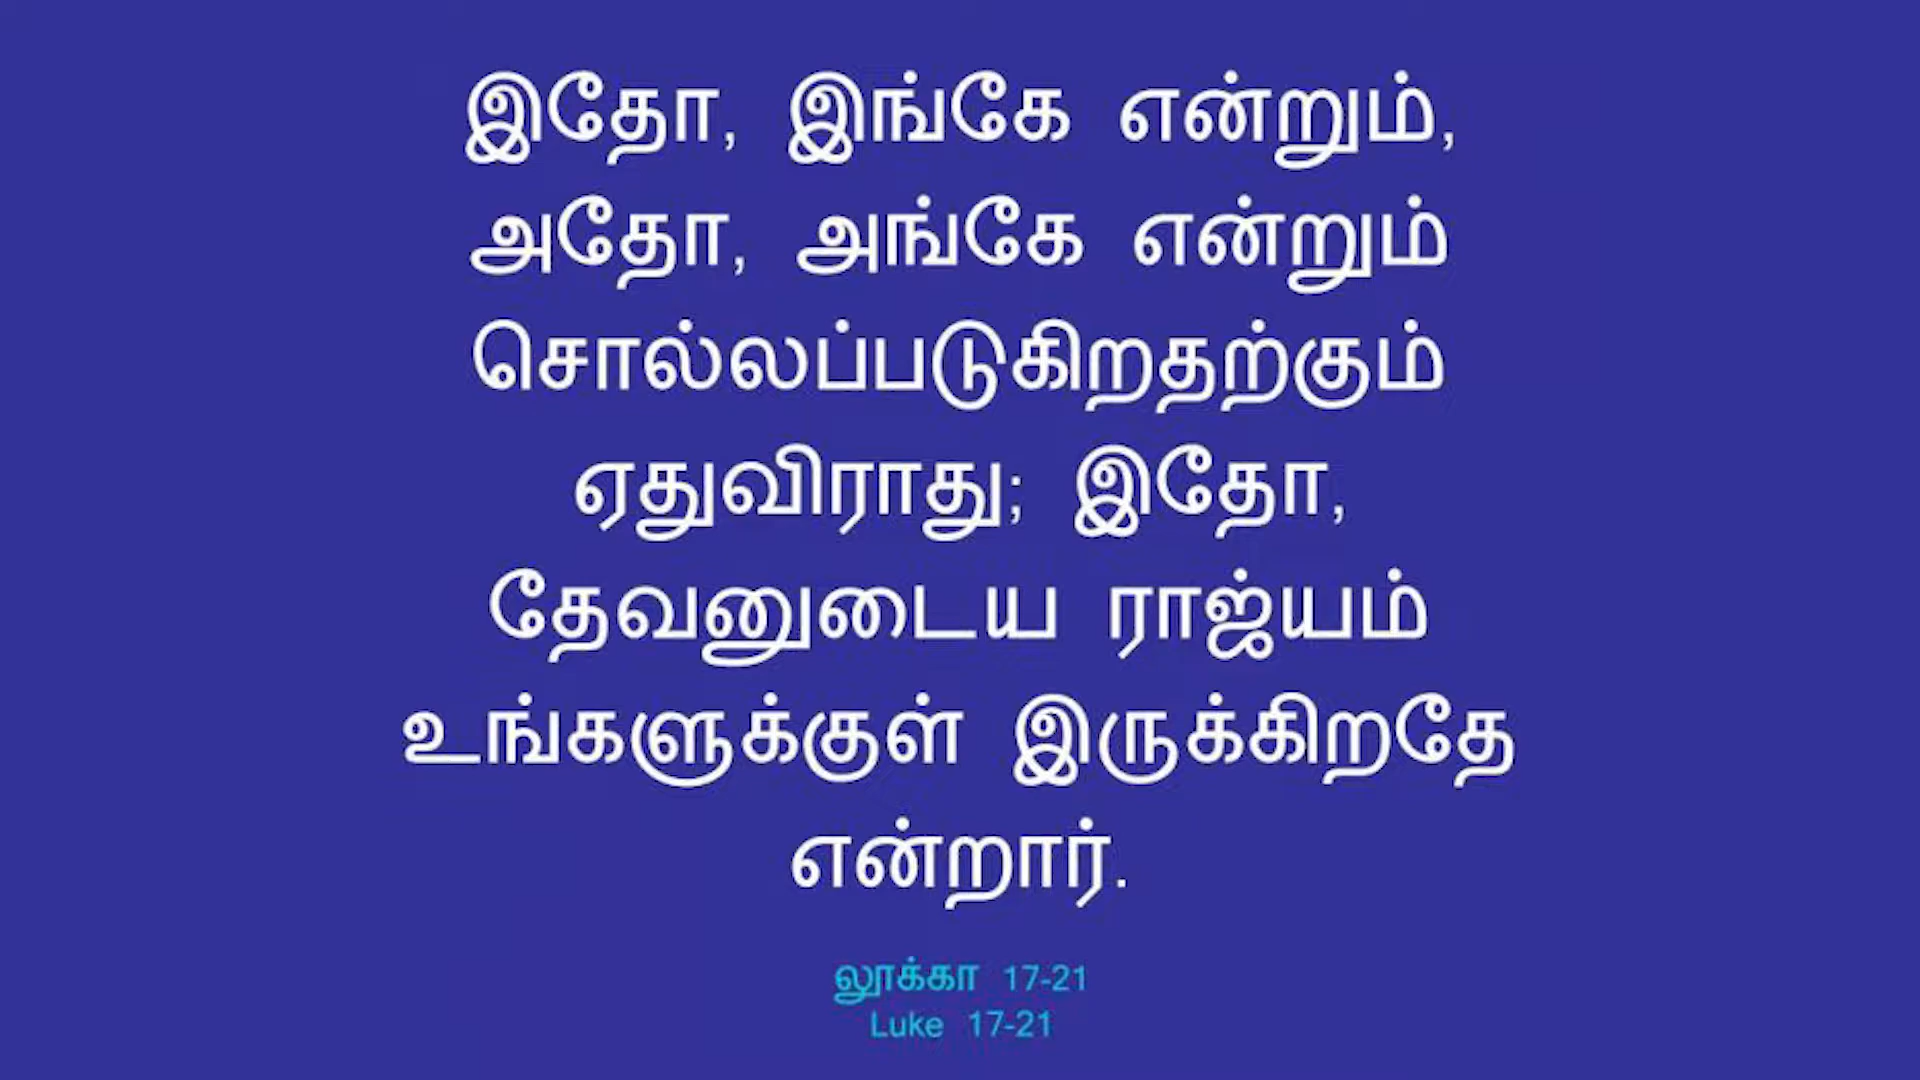 இதோ, இங்கே என்றும்,
அதோ, அங்கே என்றும்
சொல்லப்படுகிறதற்கும்
ஏதுவிராது; இதோ,
தேவனுடைய ராஜ்யம்
உங்களுக்குள் இருக்கிறதே
என்றார்.
லூக்கா 17-21
Luke 17-21